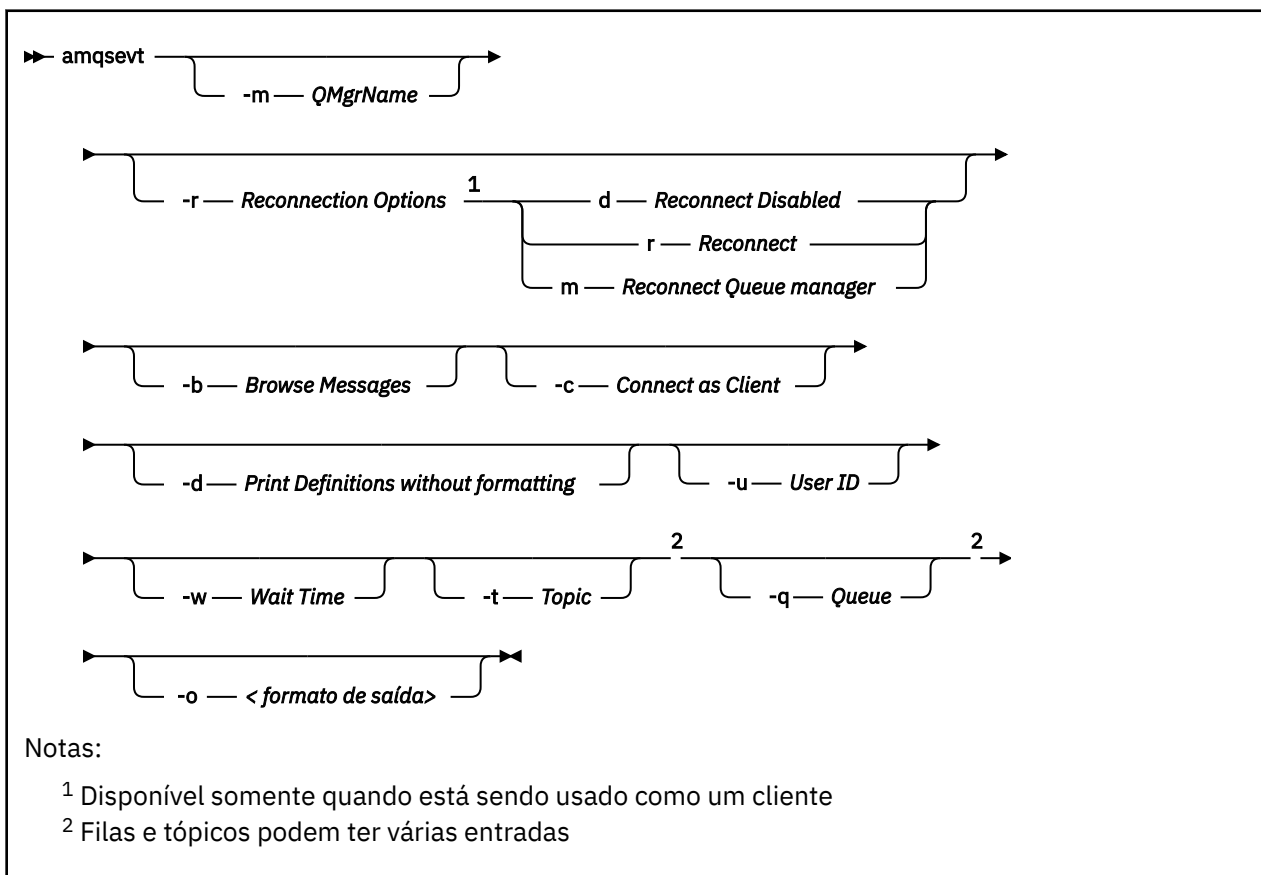 amqsevt
-m QMgrName
-r Reconnection Options 1 d Reconnect Disabled
r Reconnect
m Reconnect Queue manager
-b Browse Messages -c Connect as Client
-d Print Definitions without formatting -u User ID
-w Wait Time -t Topic 2 -q Queue 2
-o < formato de saída>
Notas:
1 Disponível somente quando está sendo usado como um cliente
2 Filas e tópicos podem ter várias entradas